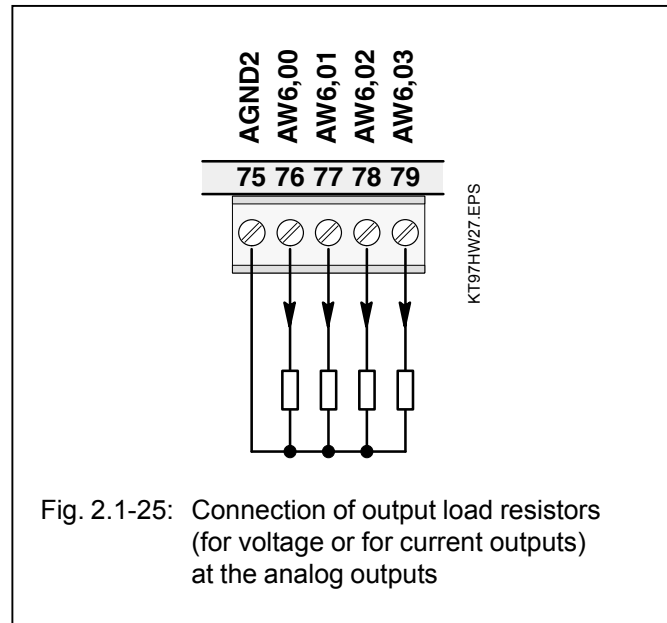 AGND2 AW6,00 AW6,01 AW6,02 AW6,03
75 76 77 78 79
KT97HW27.EPS
Fig. 2.1-25: Connection of output load resistors
(for voltage or for current outputs)
at the analog outputs